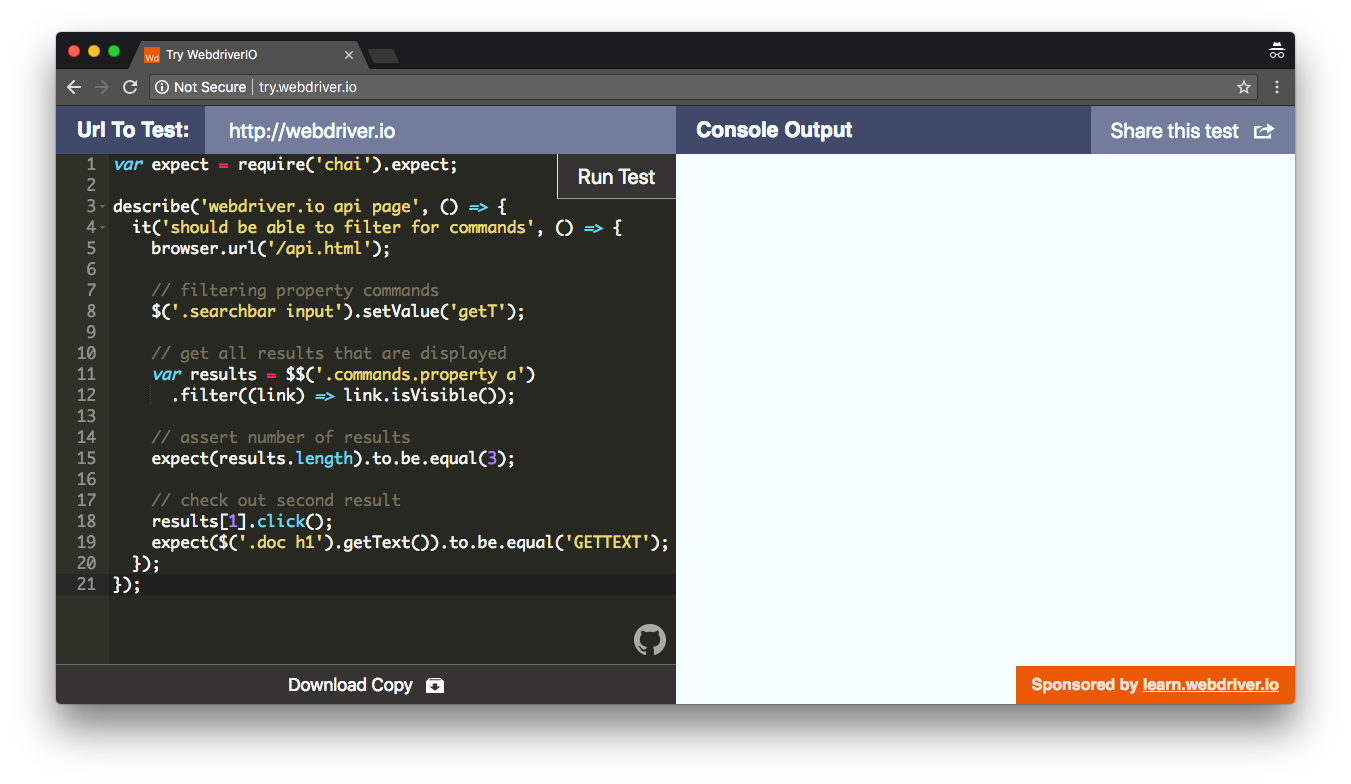 Wd Try WebdriverIO
Not Secure try.webdriver.io
Url To Test: http://webdriver.io Console Output Share this test
Run Test
1 var expect = require('chai').expect;
2
3 describe('webdriver.io api page', () => {
4   it('should be able to filter for commands', () => {
5     browser.url('/api.html');
6
7     // filtering property commands
8     $('.searchbar input').setValue('getT');
9
10     // get all results that are displayed
11     var results = $$('.commands.property a')
12       .filter((link) => link.isVisible());
13
14     // assert number of results
15     expect(results.length).to.be.equal(3);
16
17     // check out second result
18     results[1].click();
19     expect($('.doc h1').getText()).to.be.equal('GETTEXT');
20   });
21 });
Download Copy
Sponsored by learn.webdriver.io